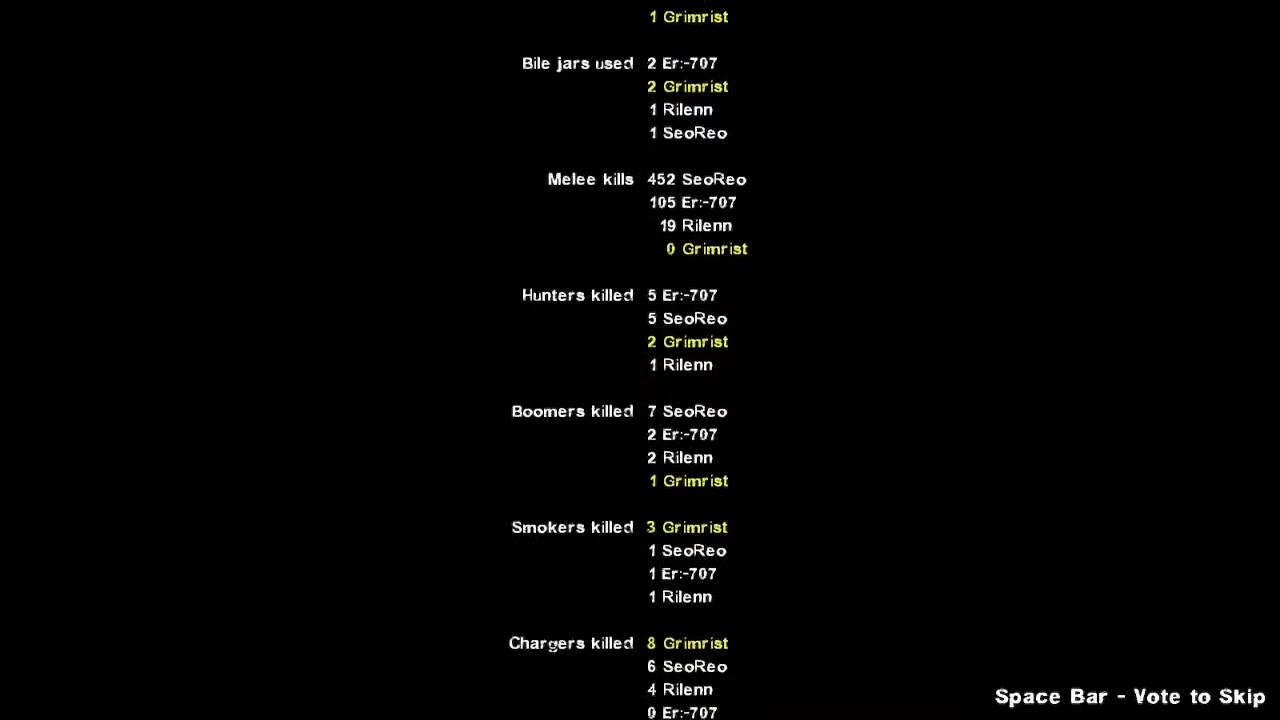 1 Grimrist
Bile jars used 2 Er:-707
2 Grimrist
1 Rilenn
1 SeoReo
Melee kills 452 SeoReo
105 Er:-707
19 Rilenn
0 Grimrist
Hunters killed 5 Er:-707
5 SeoReo
2 Grimrist
1 Rilenn
Boomers killed 7 SeoReo
2 Er:-707
2 Rilenn
1 Grimrist
Smokers killed 3 Grimrist
1 SeoReo
1 Er:-707
1 Rilenn
Chargers killed 8 Grimrist
6 SeoReo
4 Rilenn
0 Er:-707
Space Bar - Vote to Skip